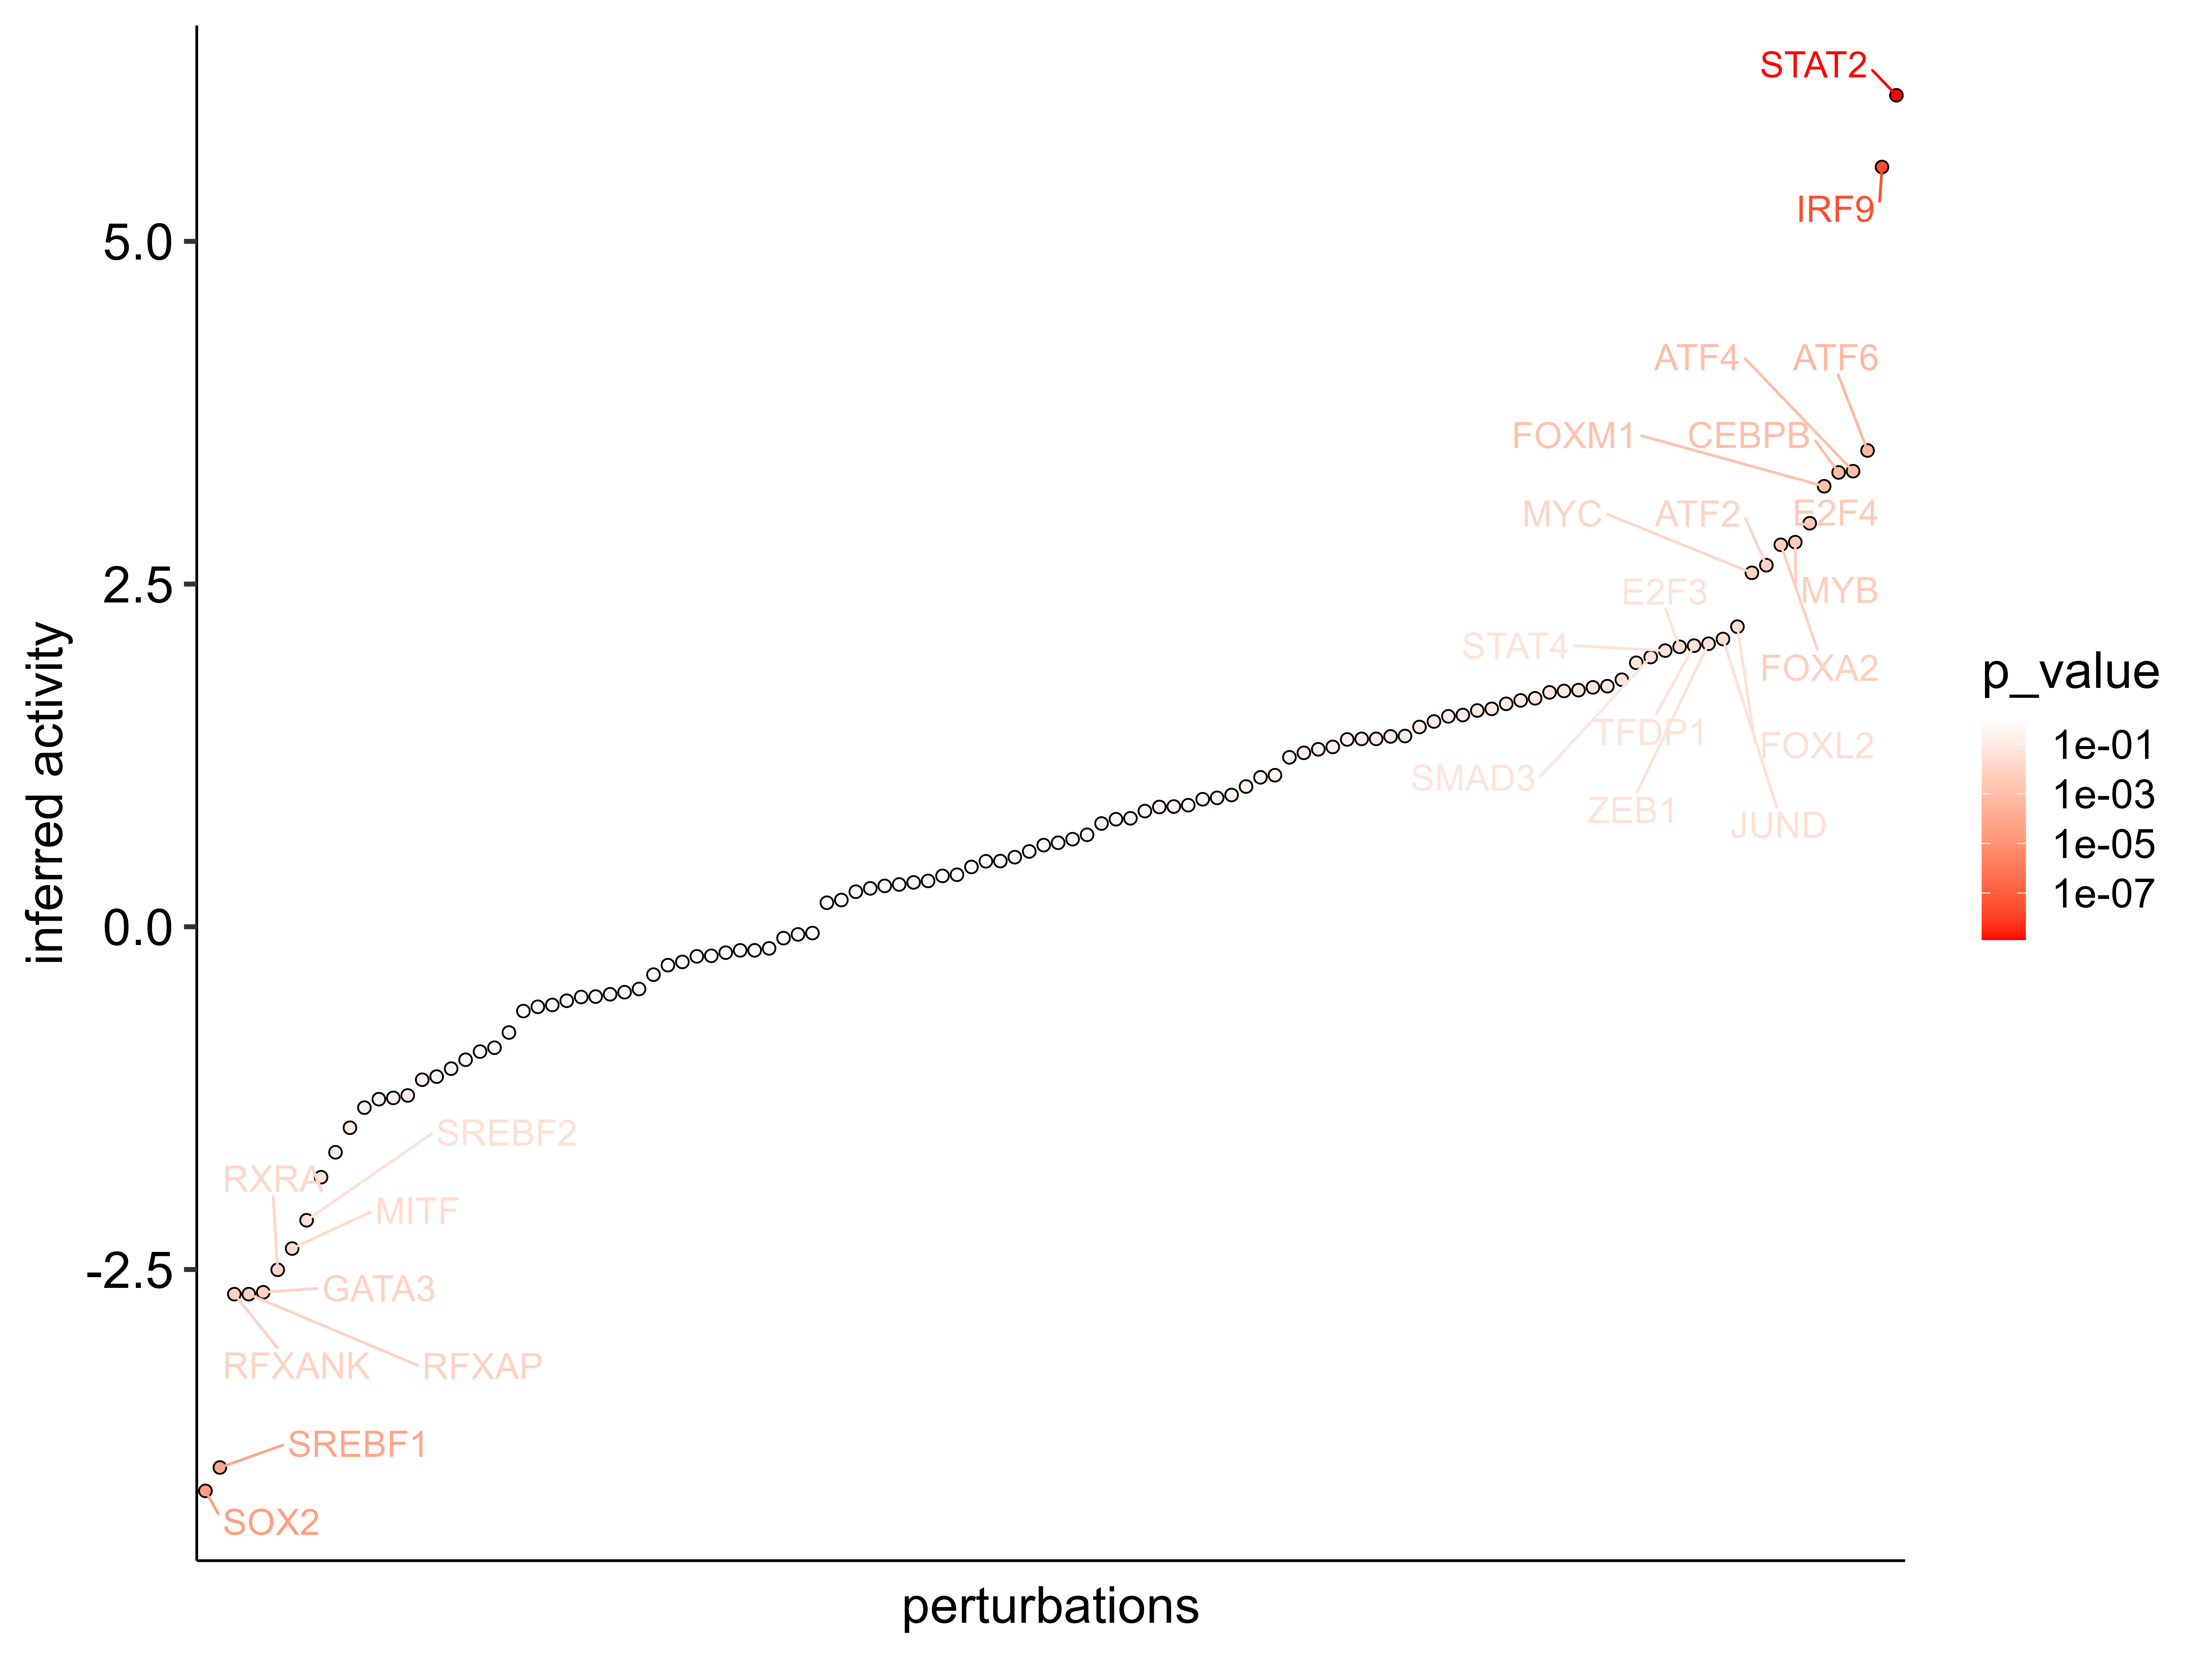 STAT2
IRF9
5.0
ATF4
ATF6
FOXM1
CEBPB
MYC
ATF2
E2F4
2.5
E2F3
MYB
STAT4
FOXA2
TFDP1
FOXL2
SMAD3
ZEB1
JUND
inferred activity
0.0
SREBF2
RXRA
MITF
-2.5
GATA3
RFXANK
RFXAP
SREBF1
SOX2
perturbations
p_value
1e-01
1e-03
1e-05
1e-07